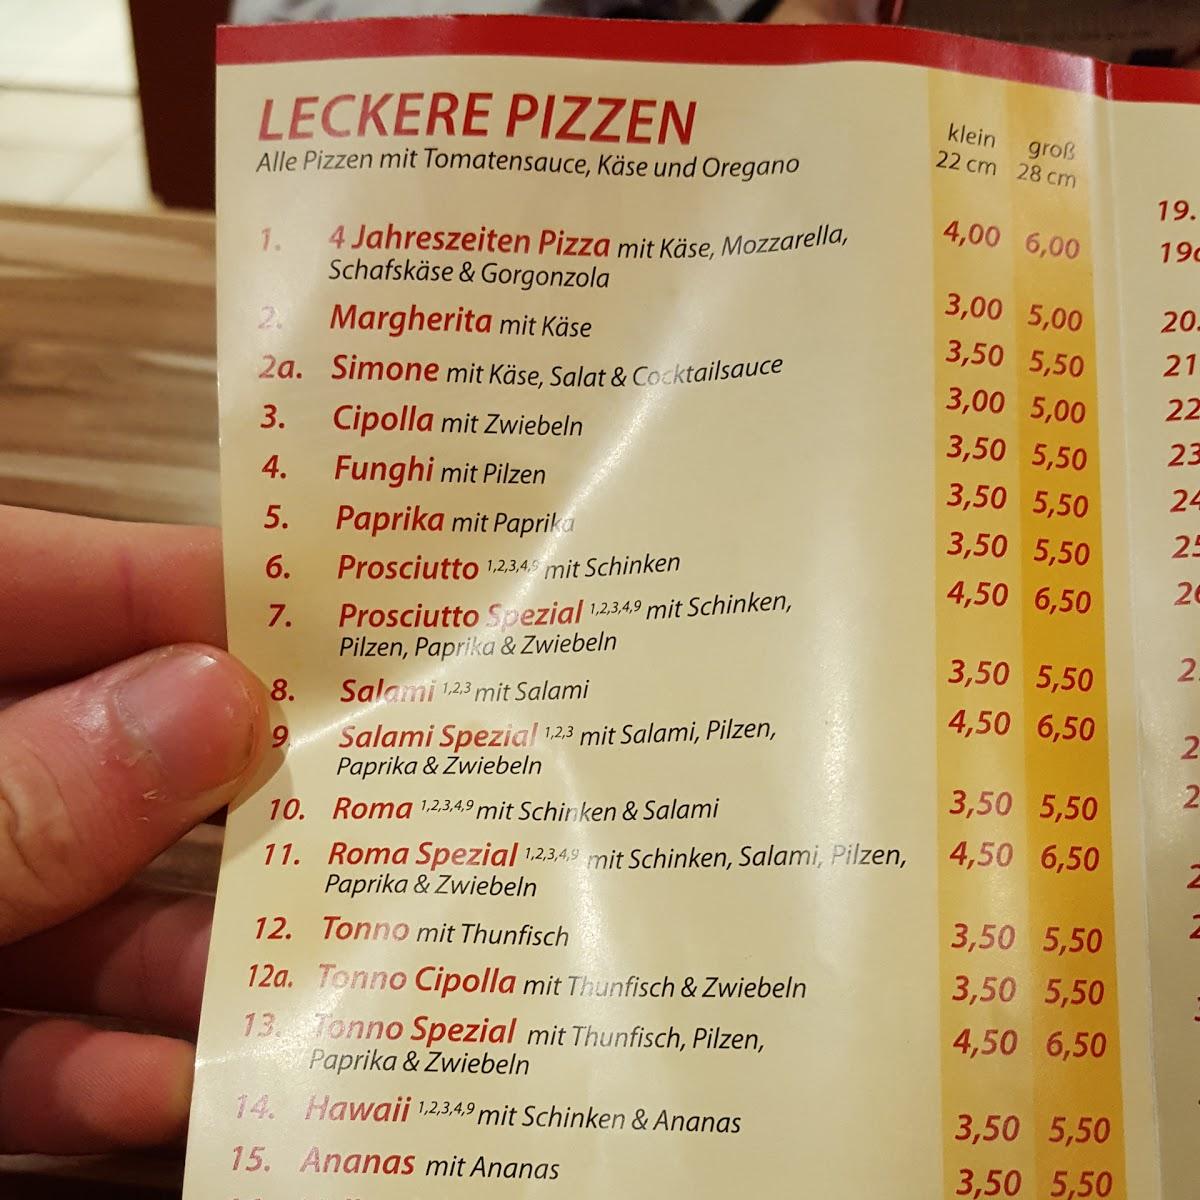 LECKERE PIZZEN
Alle Pizzen mit Tomatensauce, Käse und Oregano
klein groß
22 cm 28 cm
1. 4 Jahreszeiten Pizza mit Käse, Mozzarella, 4,00 6,00
Schafskäse & Gorgonzola
2. Margherita mit Käse 3,00 5,00
2a. Simone mit Käse, Salat & Cocktailsauce 3,50 5,50
3. Cipolla mit Zwiebeln 3,00 5,00
4. Funghi mit Pilzen 3,50 5,50
5. Paprika mit Paprika 3,50 5,50
6. Prosciutto 1,2,3,4,9 mit Schinken 3,50 5,50
7. Prosciutto Spezial 1,2,3,4,9 mit Schinken, 4,50 6,50
Pilzen, Paprika & Zwiebeln
8. Salami 1,2,3 mit Salami 3,50 5,50
9. Salami Spezial 1,2,3 mit Salami, Pilzen, 4,50 6,50
Paprika & Zwiebeln
10. Roma 1,2,3,4,9 mit Schinken & Salami 3,50 5,50
11. Roma Spezial 1,2,3,4,9 mit Schinken, Salami, Pilzen, 4,50 6,50
Paprika & Zwiebeln
12. Tonno mit Thunfisch 3,50 5,50
12a. Tonno Cipolla mit Thunfisch & Zwiebeln 3,50 5,50
13. Tonno Spezial mit Thunfisch, Pilzen, 4,50 6,50
Paprika & Zwiebeln
14. Hawaii 1,2,3,4,9 mit Schinken & Ananas 3,50 5,50
15. Ananas mit Ananas 3,50 5,50
19.
20.
21
22
23
24